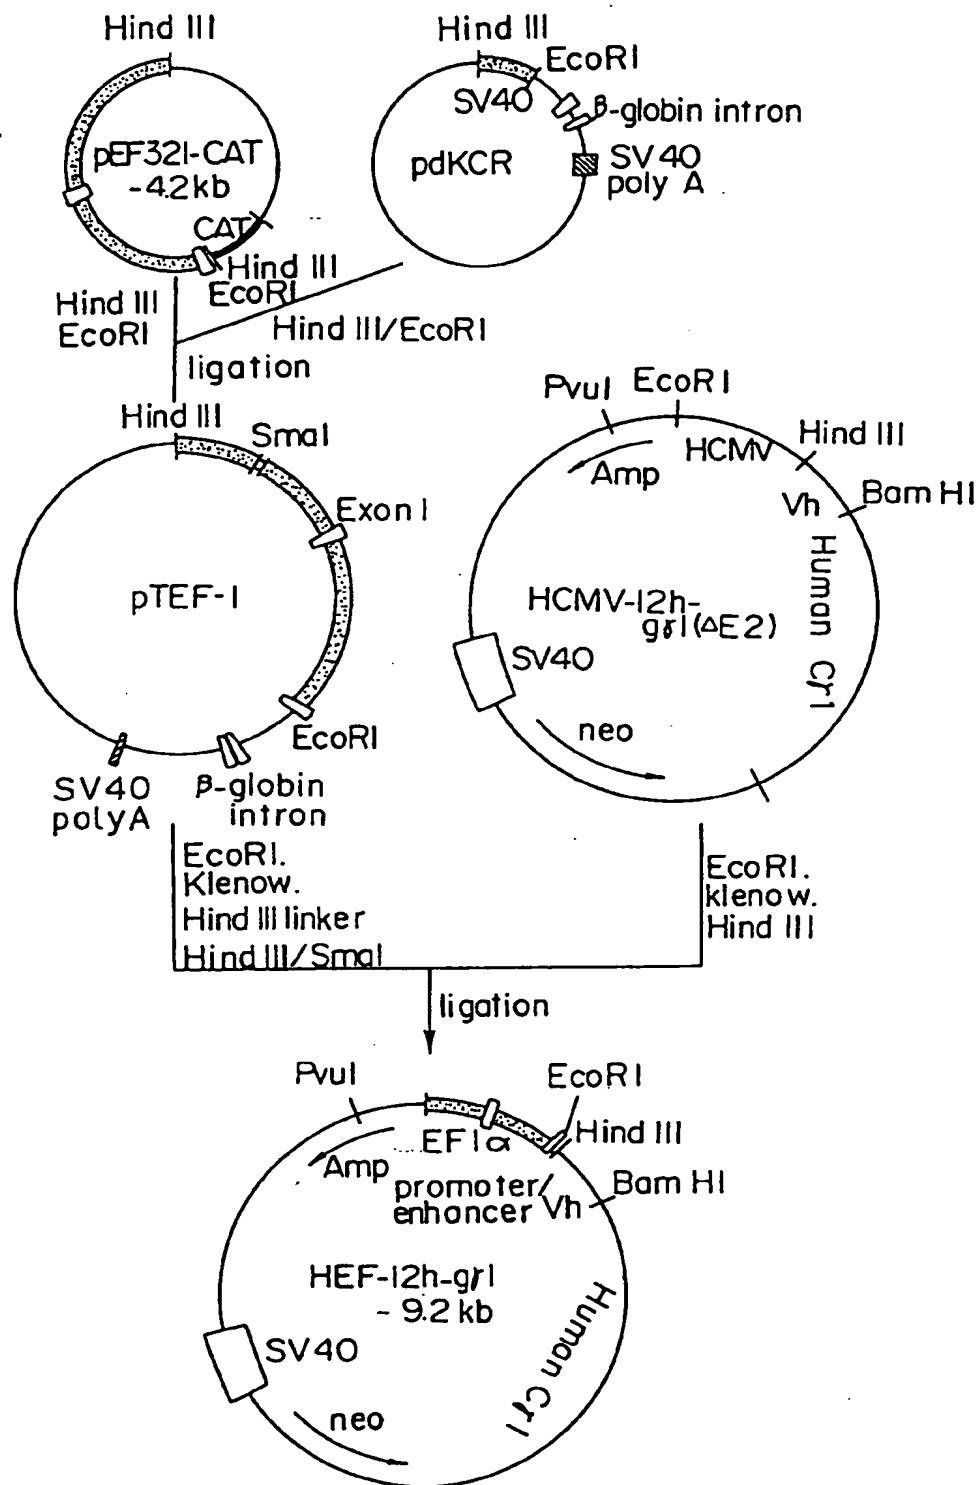 Hind III
pEF321-CAT
~4.2kb
CAT
Hind III
EcoRI
Hind III
EcoRI
SV40
β-globin intron
pdKCR
SV 40
poly A
Hind III
EcoRI
Hind III/EcoRI
ligation
Hind III
SmaI
Exon I
pTEF-1
EcoRI
β-globin
intron
SV40
polyA
PvuI
EcoRI
HCMV
Hind III
Amp
Vh
Bam HI
Human Cγ1
HCMV-12h-
gγ1(ΔE2)
SV40
neo
EcoRI.
Klenow.
Hind III linker
Hind III/SmaI
EcoRI.
klenow.
Hind III
ligation
PvuI
EcoRI
EF1α
Hind III
Amp
promoter/
enhancer
Vh
Bam HI
HEF-12h-gγ1
~ 9.2 kb
Human Cγ1
SV40
neo